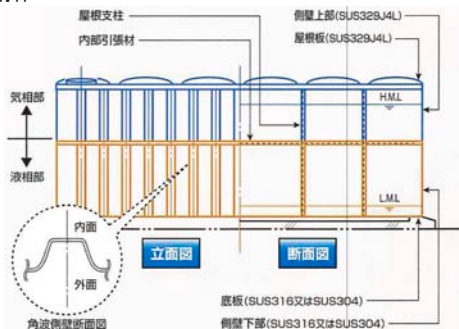 屋根支柱
側壁上部(SUS329J4L)
内部引張材
屋根板(SUS329J4L)
気相部
H.M.L
液相部
L.M.L
内面
外面
立面図
断面図
角波側壁断面図
底板(SUS316又はSUS304)
側壁下部(SUS316又はSUS304)